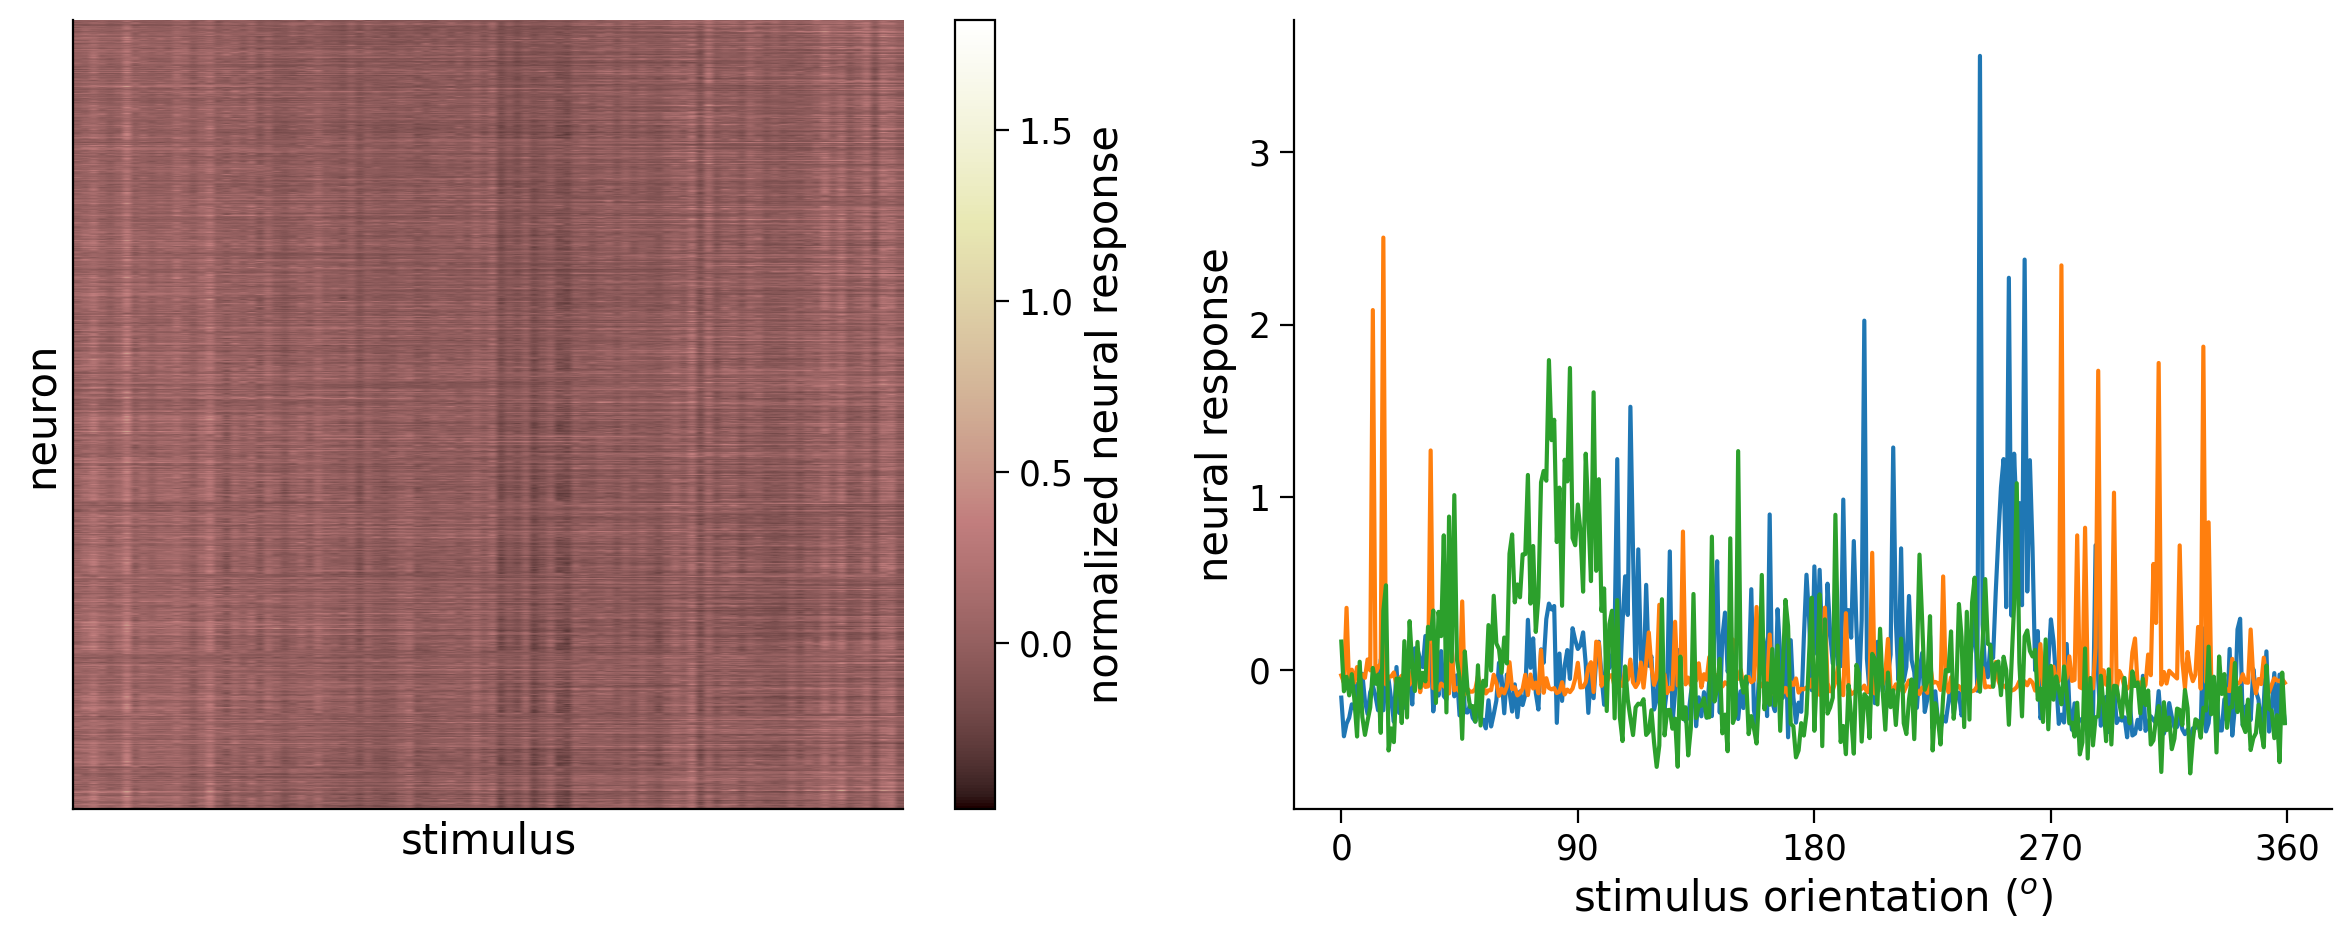 neuron
stimulus
1.5
1.0
0.5
0.0
normalized neural response
neural response
3
2
1
0
0 90 180 270 360
stimulus orientation (o)